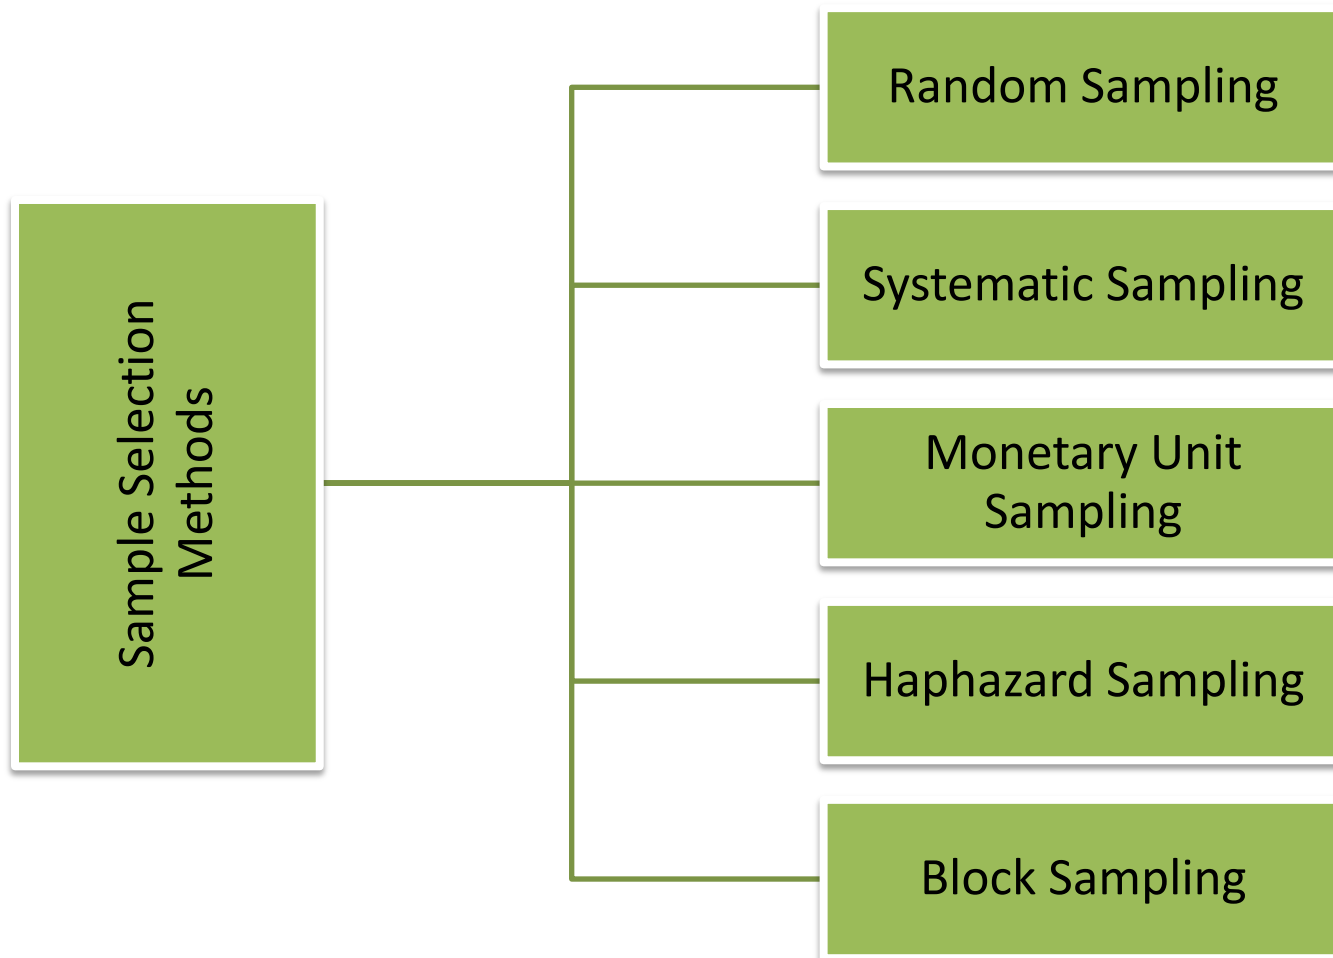 Sample Selection
Methods
Random Sampling
Systematic Sampling
Monetary Unit
Sampling
Haphazard Sampling
Block Sampling